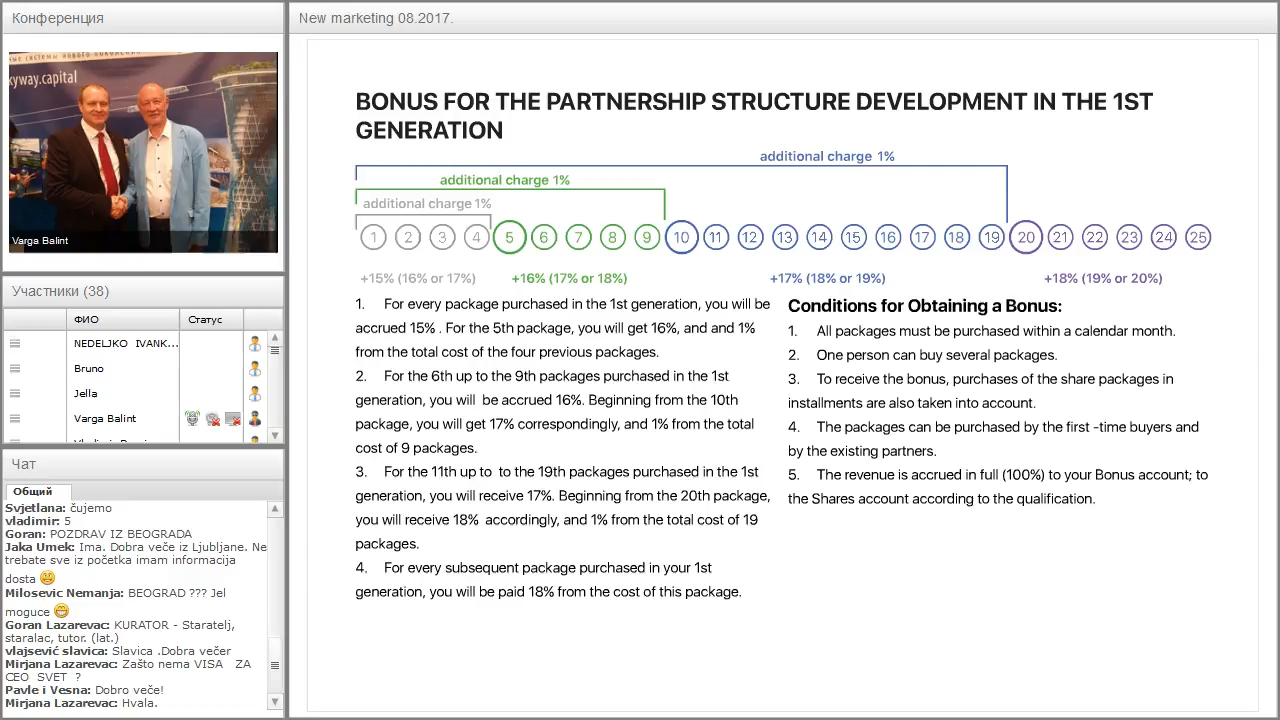 Конференция
kyway.capital
Varga Balint
Участники (38)
ФИО
Статус
NEDELJKO IVANK...
Bruno
Jella
Varga Balint
Чат
Общий
Svjetlana: čujemo
vladimir: 5
Goran: POZDRAV IZ BEOGRADA
Jaka Umek: Ima. Dobra veče iz Ljubljane. Ne
trebate sve iz početka imam informacija
dosta
Milosevic Nemanja: BEOGRAD ??? Jel
moguce
Goran Lazarevac: KURATOR - Staratelj,
staralac, tutor. (lat.)
vlajsević slavica: Slavica .Dobra večer
Mirjana Lazarevac: Zašto nema VISA ZA
CEO SVET ?
Pavle i Vesna: Dobro veče!
Mirjana Lazarevac: Hvala.
New marketing 08.2017.
BONUS FOR THE PARTNERSHIP STRUCTURE DEVELOPMENT IN THE 1ST
GENERATION
additional charge 1%
additional charge 1%
additional charge 1%
1 2 3 4 5 6 7 8 9 10 11 12 13 14 15 16 17 18 19 20 21 22 23 24 25
+15% (16% or 17%)
+16% (17% or 18%)
+17% (18% or 19%)
+18% (19% or 20%)
1. For every package purchased in the 1st generation, you will be
accrued 15% . For the 5th package, you will get 16%, and and 1%
from the total cost of the four previous packages.
2. For the 6th up to the 9th packages purchased in the 1st
generation, you will be accrued 16%. Beginning from the 10th
package, you will get 17% correspondingly, and 1% from the total
cost of 9 packages.
3. For the 11th up to to the 19th packages purchased in the 1st
generation, you will receive 17%. Beginning from the 20th package,
you will receive 18% accordingly, and 1% from the total cost of 19
packages.
4. For every subsequent package purchased in your 1st
generation, you will be paid 18% from the cost of this package.
Conditions for Obtaining a Bonus:
1. All packages must be purchased within a calendar month.
2. One person can buy several packages.
3. To receive the bonus, purchases of the share packages in
installments are also taken into account.
4. The packages can be purchased by the first -time buyers and
by the existing partners.
5. The revenue is accrued in full (100%) to your Bonus account; to
the Shares account according to the qualification.